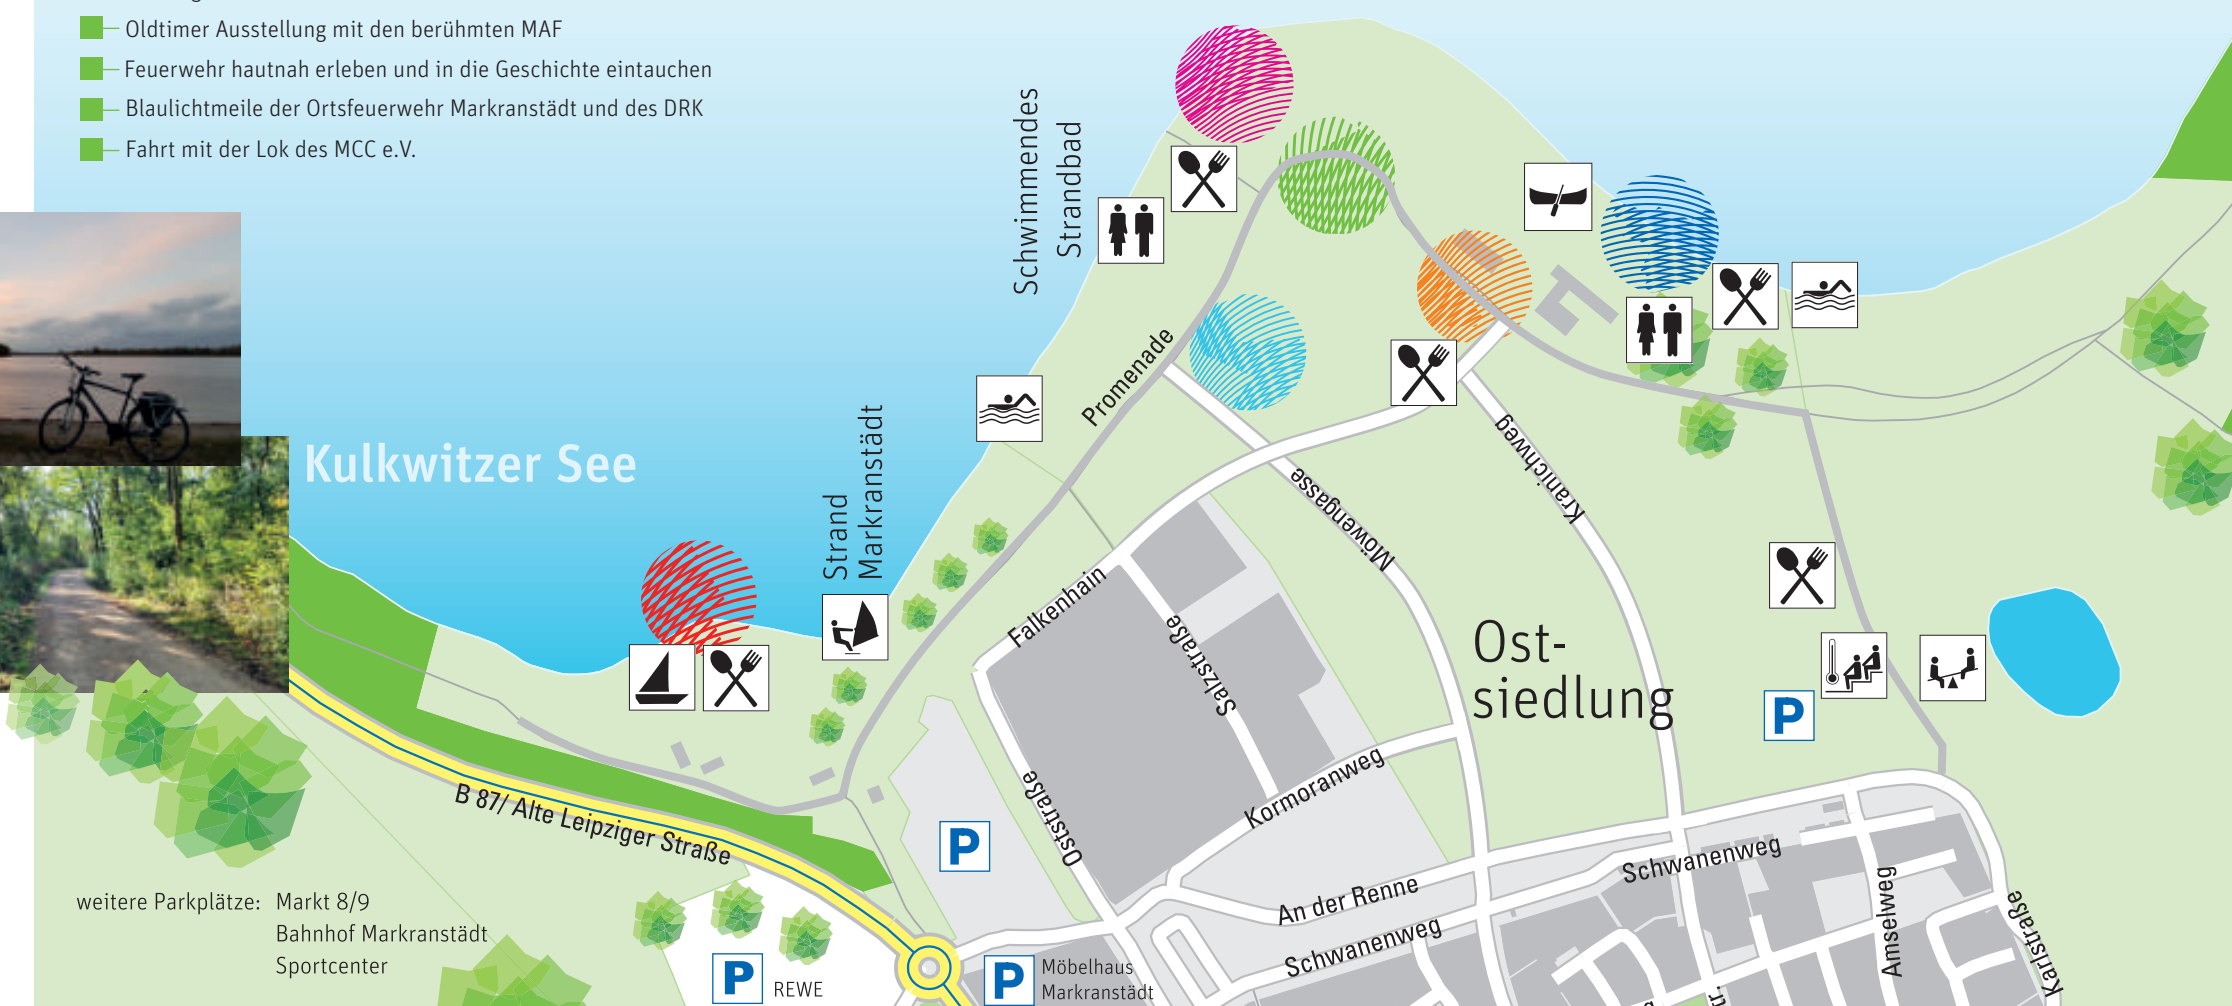 Oldtimer Ausstellung mit den berühmten MAF
Feuerwehr hautnah erleben und in die Geschichte eintauchen
Blaulichtmeile der Ortsfeuerwehr Markranstädt und des DRK
Fahrt mit der Lok des MCC e.V.
Schwimmendes
Strandbad
Promenade
Kulkwitzer See
Strand
Markranstädt
Kranichweg
Möwengasse
Falkenhain
Salzstraße
Ost-
siedlung
P
Kormoranweg
Oststraße
B 87/ Alte Leipziger Straße
P
Schwanenweg
An der Renne
Schwanenweg
Amselweg
Karlstraße
weitere Parkplätze: Markt 8/9
Bahnhof Markranstädt
Sportcenter
P REWE
P Möbelhaus
Markranstädt